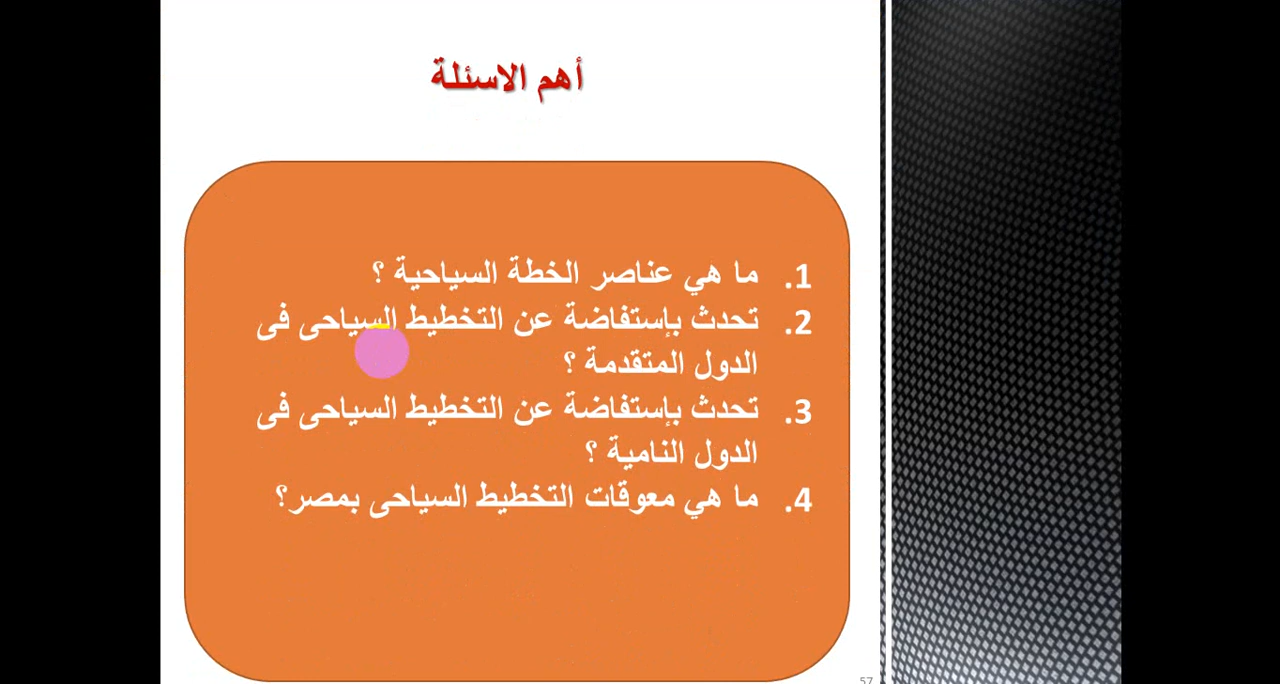 أهم الاسئلة
1. ما هي عناصر الخطة السياحية ؟
2. تحدث بإستفاضة عن التخطيط السياحى فى
الدول المتقدمة ؟
3. تحدث بإستفاضة عن التخطيط السياحى فى
الدول النامية ؟
4. ما هي معوقات التخطيط السياحى بمصر؟
57